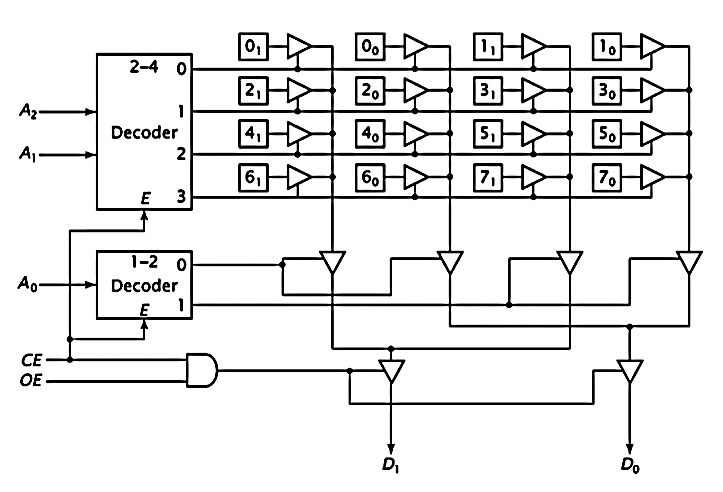 0₁ 0₀ 1₁ 1₀
2–4 0
2₁ 2₀ 3₁ 3₀
A₂ 1
Decoder
4₁ 4₀ 5₁ 5₀
A₁ 2
6₁ 6₀ 7₁ 7₀
E 3
1–2 0
A₀ Decoder
E 1
CE
OE
D₁ D₀